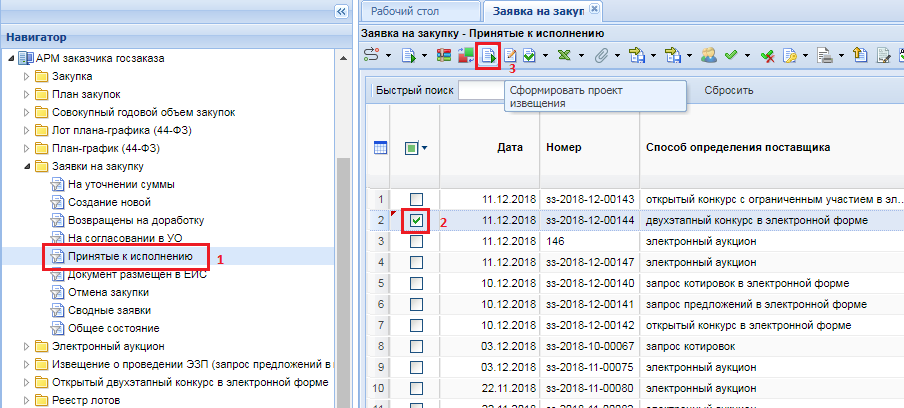 Рабочий стол
Заявка на закуп
Навигатор
Заявка на закупку - Принятые к исполнению
АРМ заказчика госзаказа
Закупка
План закупок
Совокупный годовой объем закупок
Лот плана-графика (44-ФЗ)
План-график (44-ФЗ)
Заявки на закупку
На уточнении суммы
Создание новой
Возвращены на доработку
На согласовании в УО
Принятые к исполнению
1
Документ размещен в ЕИС
Отмена закупки
Сводные заявки
Общее состояние
Электронный аукцион
Извещение о проведении ЭЗП (запрос предложений в
Открытый двухэтапный конкурс в электронной форме
Реестр лотов
3
Быстрый поиск
Сформировать проект
извещения
Сбросить
Дата Номер Способ определения поставщика
1 11.12.2018 зз-2018-12-00143 открытый конкурс с ограниченным участием в эл...
2 2 11.12.2018 зз-2018-12-00144 двухэтапный конкурс в электронной форме
3 11.12.2018 146 электронный аукцион
4 11.12.2018 зз-2018-12-00147 электронный аукцион
5 10.12.2018 зз-2018-12-00140 запрос котировок в электронной форме
6 10.12.2018 зз-2018-12-00141 запрос предложений в электронной форме
7 10.12.2018 зз-2018-12-00142 открытый конкурс в электронной форме
8 03.12.2018 зз-2018-10-00067 запрос котировок
9 03.12.2018 зз-2018-11-00075 электронный аукцион
10 22.11.2018 зз-2018-11-00080 электронный аукцион